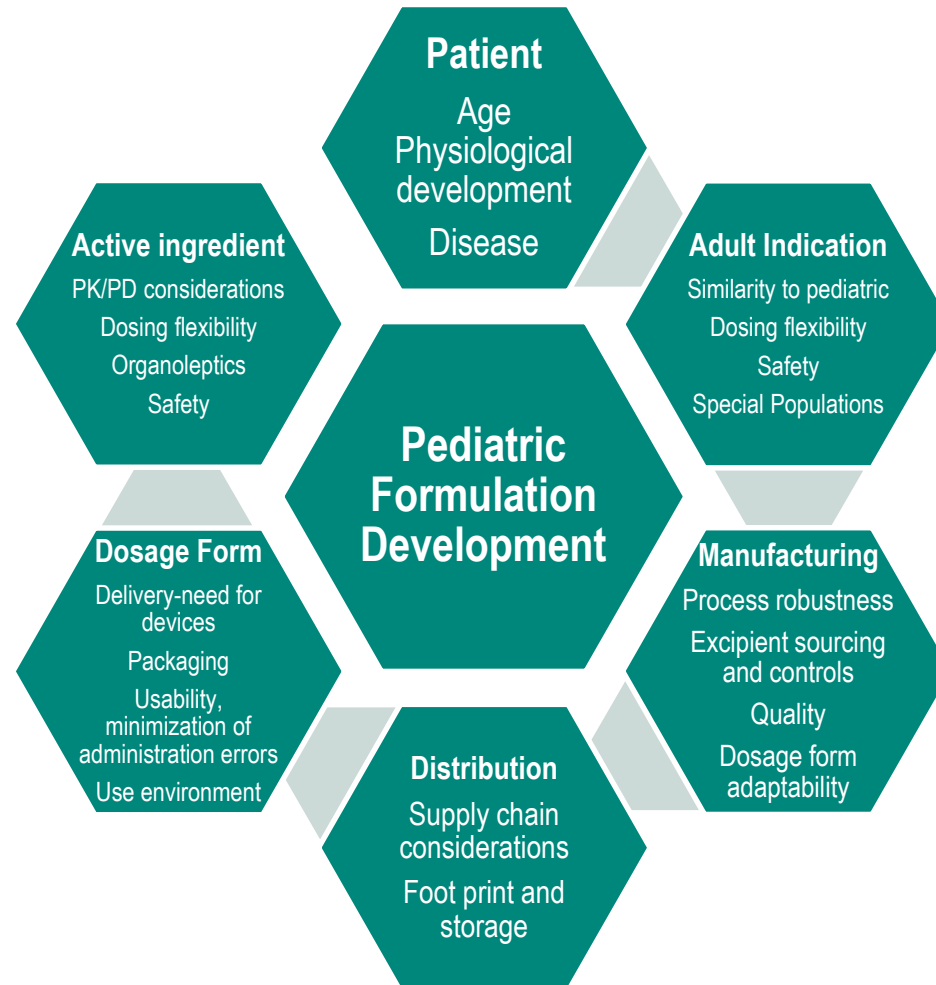 Patient
Age
Physiological
development
Disease
Active ingredient
PK/PD considerations
Dosing flexibility
Organoleptics
Safety
Adult Indication
Similarity to pediatric
Dosing flexibility
Safety
Special Populations
Pediatric
Formulation
Development
Dosage Form
Delivery-need for
devices
Packaging
Usability,
minimization of
administration errors
Use environment
Manufacturing
Process robustness
Excipient sourcing
and controls
Quality
Dosage form
adaptability
Distribution
Supply chain
considerations
Foot print and
storage